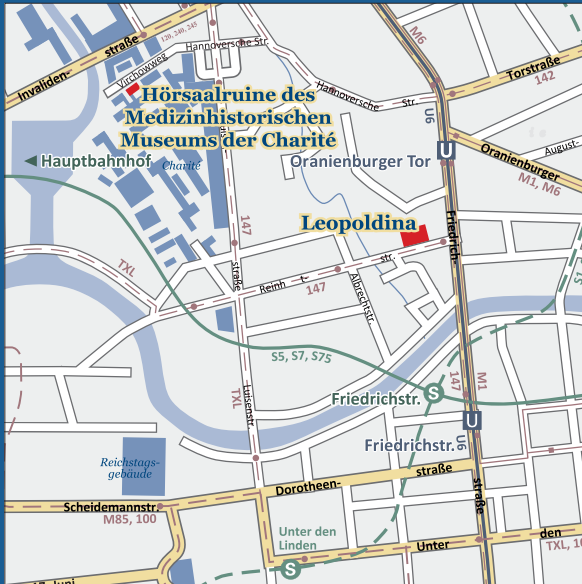 120, 240, 245
M6
Hannoversche Str.
Invaliden-
straße
Virchowweg
Torstraße
142
Hannoversche
Str.
Hörsaalruine des
Medizinhistorischen
Museums der Charité
U6
U
Oranienburger
August-
Hauptbahnhof
Charité
Oranienburger Tor
M1, M6
147
Leopoldina
Friedrich-
TXL
str.
straße
Reinh
t-
147
Albrechtstr.
S5, S7, S75
147
M1
TXL
Luisenstr.
Friedrichstr.
S
U
Friedrichstr.
U6
Reichstags-
gebäude
straße
Dorotheen-
straße
Scheidemannstr.
M85, 100
Unter den
Linden
Unter
den
TXL, 10
S
17. Juni